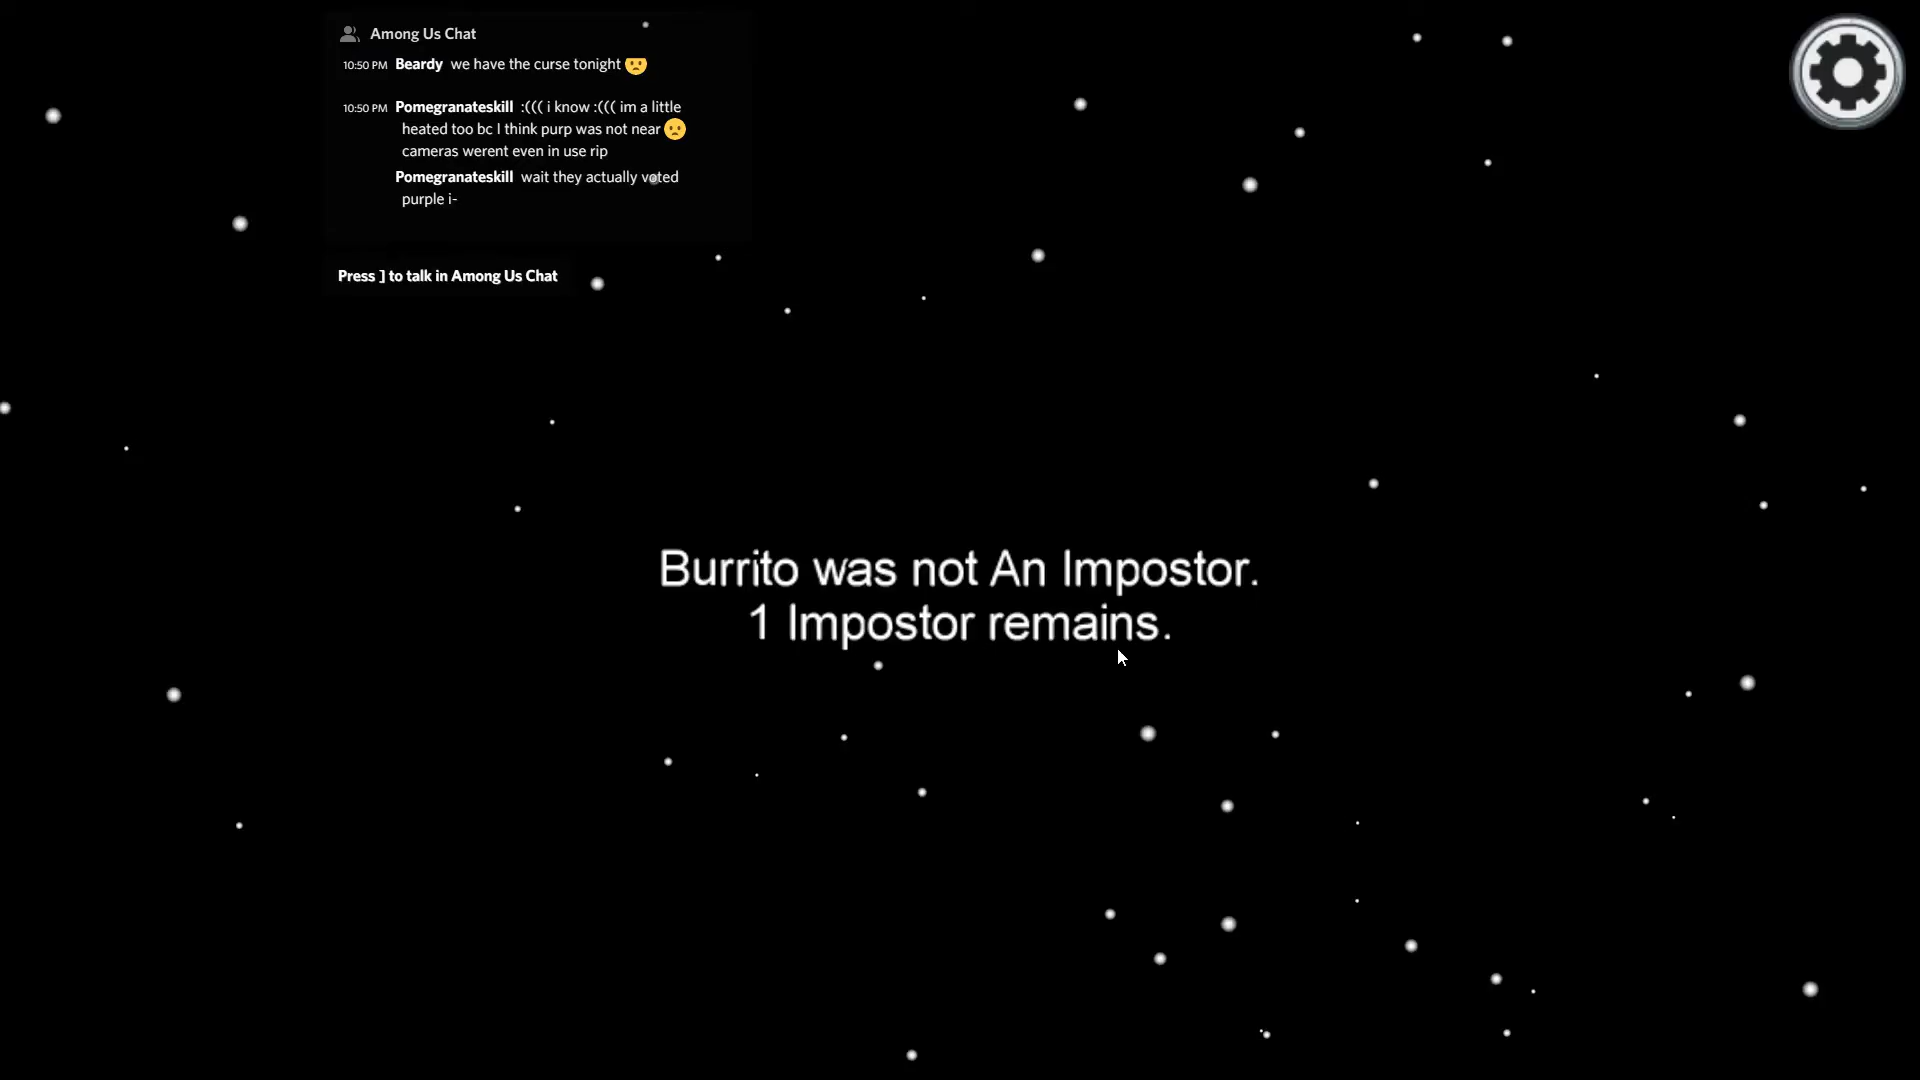 Among Us Chat
10:50 PM Beardy we have the curse tonight
10:50 PM Pomegranateskill :((( i know :((( im a little
heated too bc I think purp was not near
cameras werent even in use rip
Pomegranateskill wait they actually voted
purple i-
Press ] to talk in Among Us Chat
Burrito was not An Impostor.
1 Impostor remains.